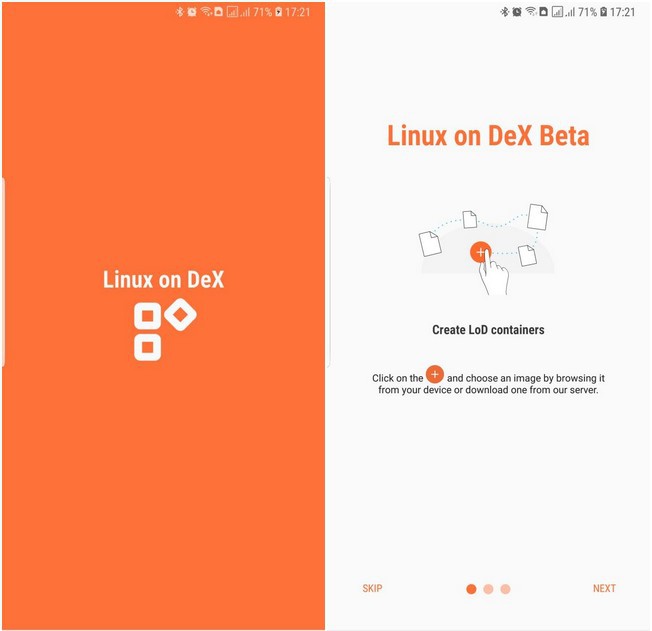 71% 17:21
Linux on DeX
71% 17:21
Linux on DeX Beta
Create LoD containers
Click on the + and choose an image by browsing it
from your device or download one from our server.
SKIP
NEXT